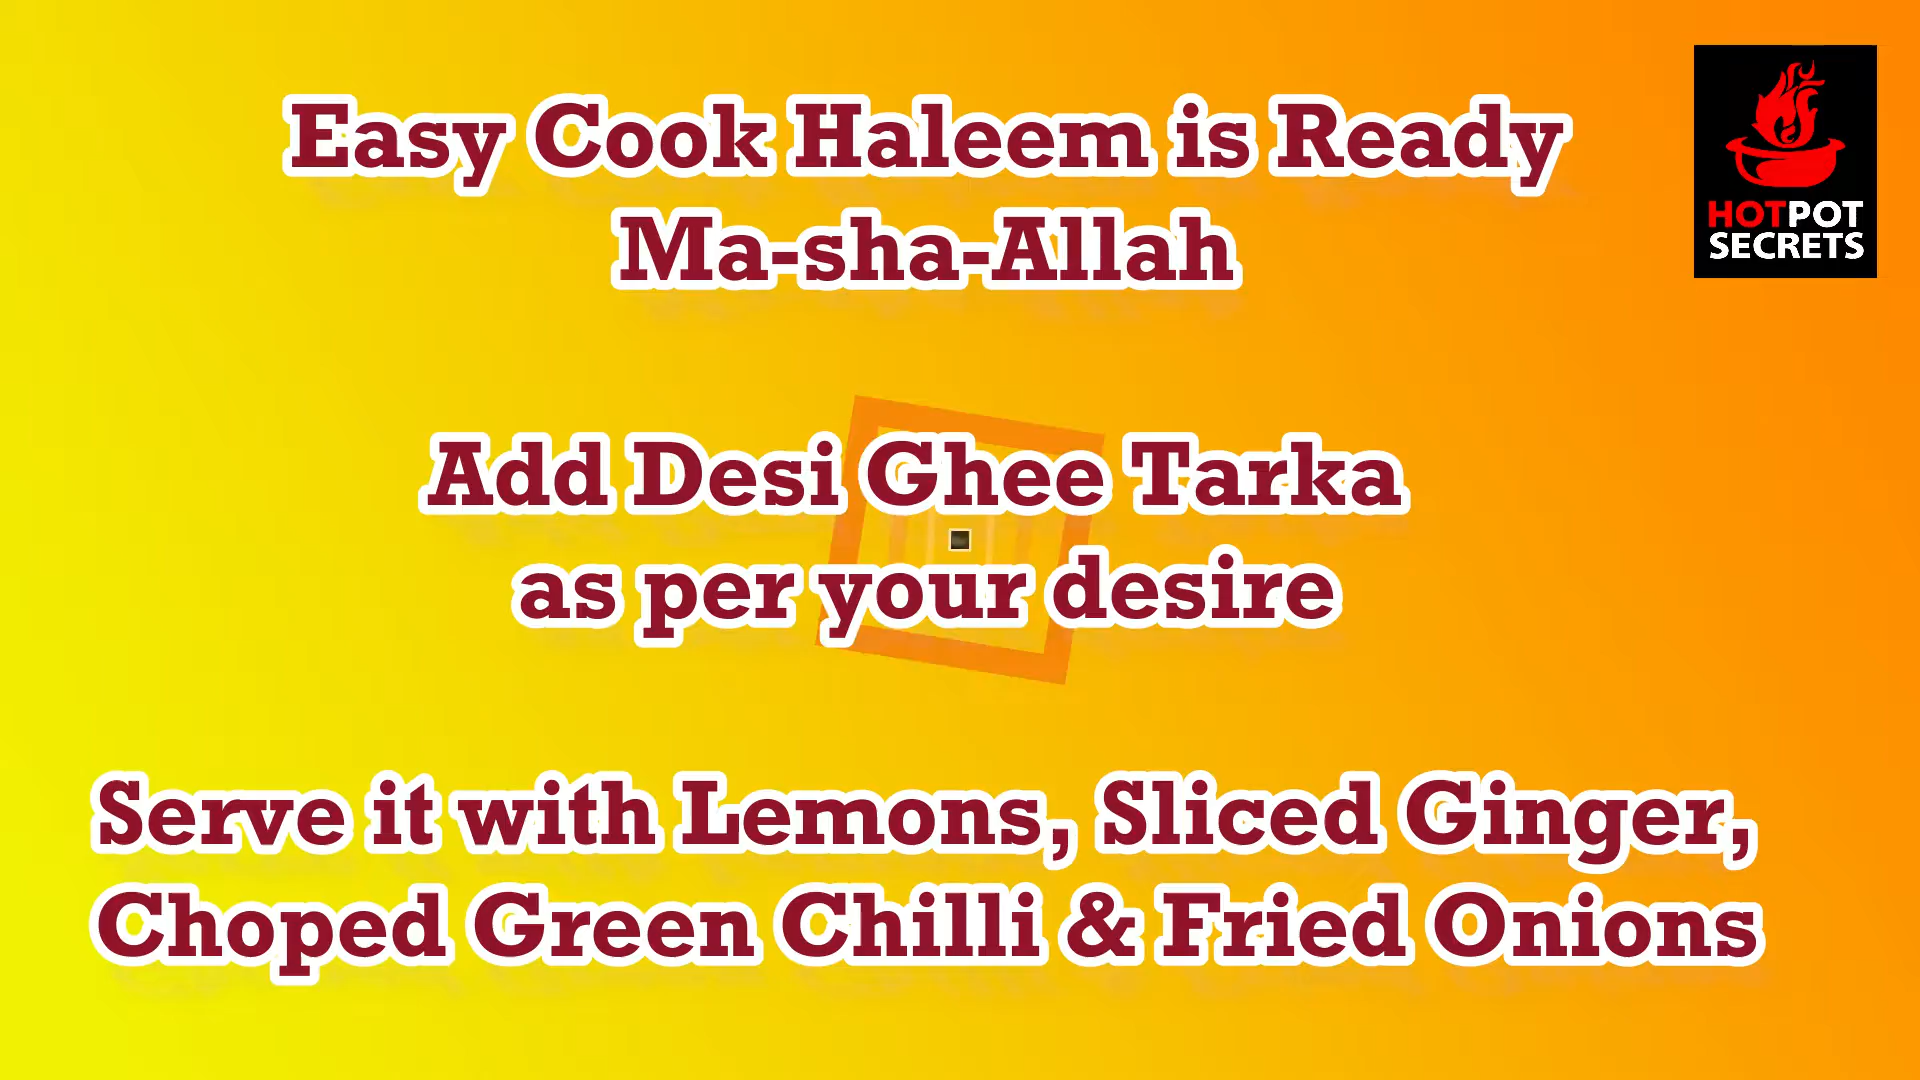 Easy Cook Haleem is Ready
Ma-sha-Allah
Add Desi Ghee Tarka
as per your desire
Serve it with Lemons, Sliced Ginger,
Choped Green Chilli & Fried Onions
HOTPOT
SECRETS